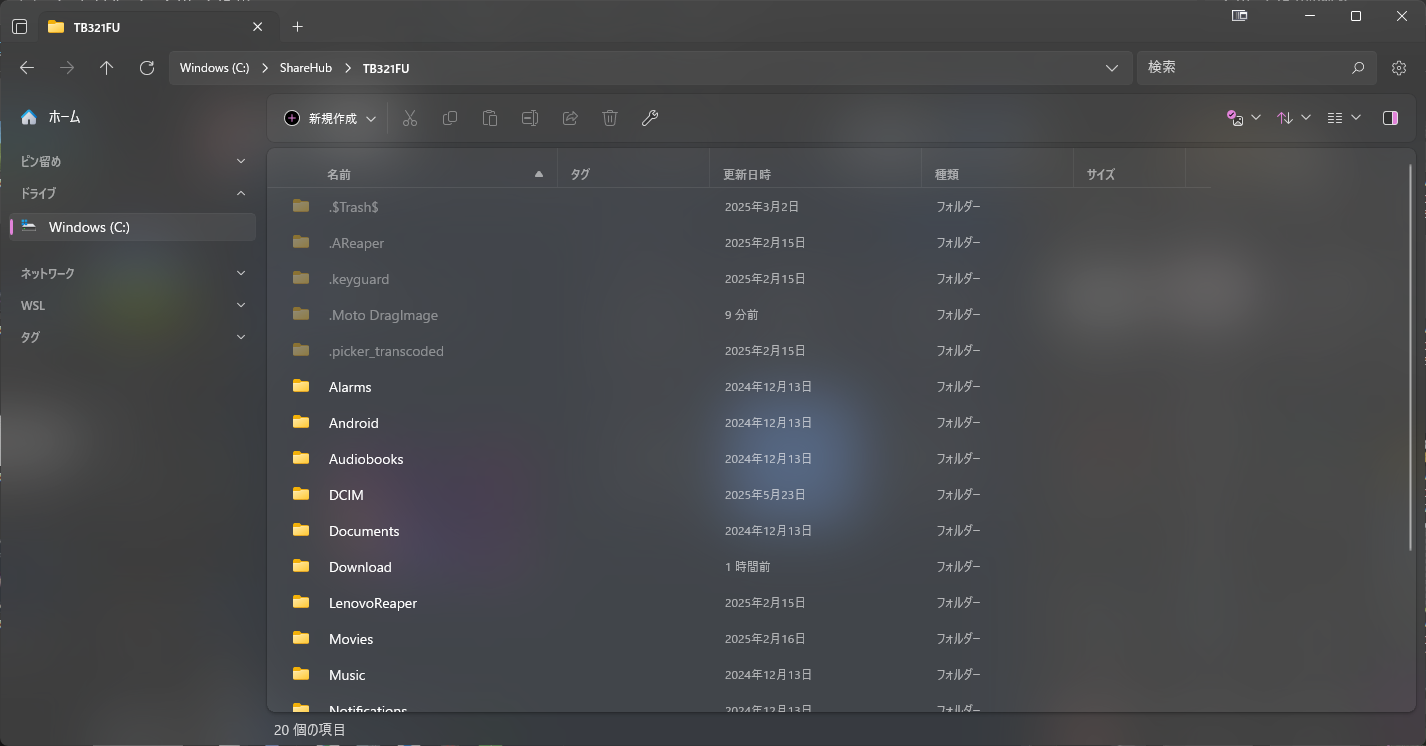 TB321FU
Windows (C:) ShareHub TB321FU
検索
ホーム
新規作成
ピン留め
ドライブ
Windows (C:)
ネットワーク
WSL
タグ
名前 タグ 更新日時 種類 サイズ
.$Trash$ 2025年3月2日 フォルダー
.AReaper 2025年2月15日 フォルダー
.keyguard 2025年2月15日 フォルダー
.Moto DragImage 9 分前 フォルダー
.picker_transcoded 2025年2月15日 フォルダー
Alarms 2024年12月13日 フォルダー
Android 2024年12月13日 フォルダー
Audiobooks 2024年12月13日 フォルダー
DCIM 2025年5月23日 フォルダー
Documents 2024年12月13日 フォルダー
Download 1 時間前 フォルダー
LenovoReaper 2025年2月15日 フォルダー
Movies 2025年2月16日 フォルダー
Music 2024年12月13日 フォルダー
Notifications 2024年12月13日 フォルダー
20 個の項目